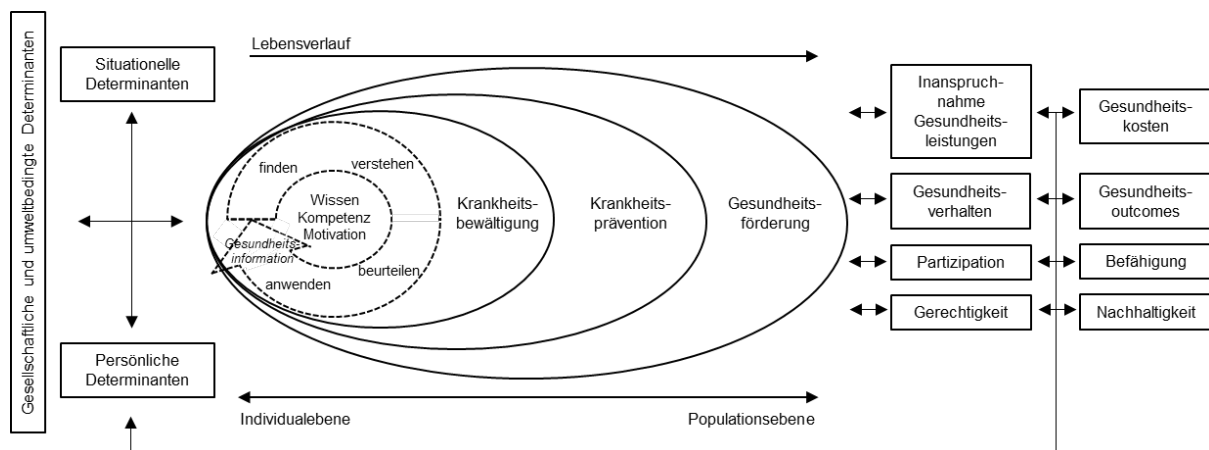 Gesellschaftliche und umweltbedingte Determinanten
Situationelle
Determinanten
Persönliche
Determinanten
Lebensverlauf
finden
verstehen
Wissen
Kompetenz
Motivation
Gesundheits-
information
beurteilen
anwenden
Krankheits-
bewältigung
Krankheits-
prävention
Gesundheits-
förderung
Individualebene
Populationsebene
Inanspruch-
nahme
Gesundheits-
leistungen
Gesundheits-
kosten
Gesundheits-
verhalten
Gesundheits-
outcomes
Partizipation
Befähigung
Gerechtigkeit
Nachhaltigkeit